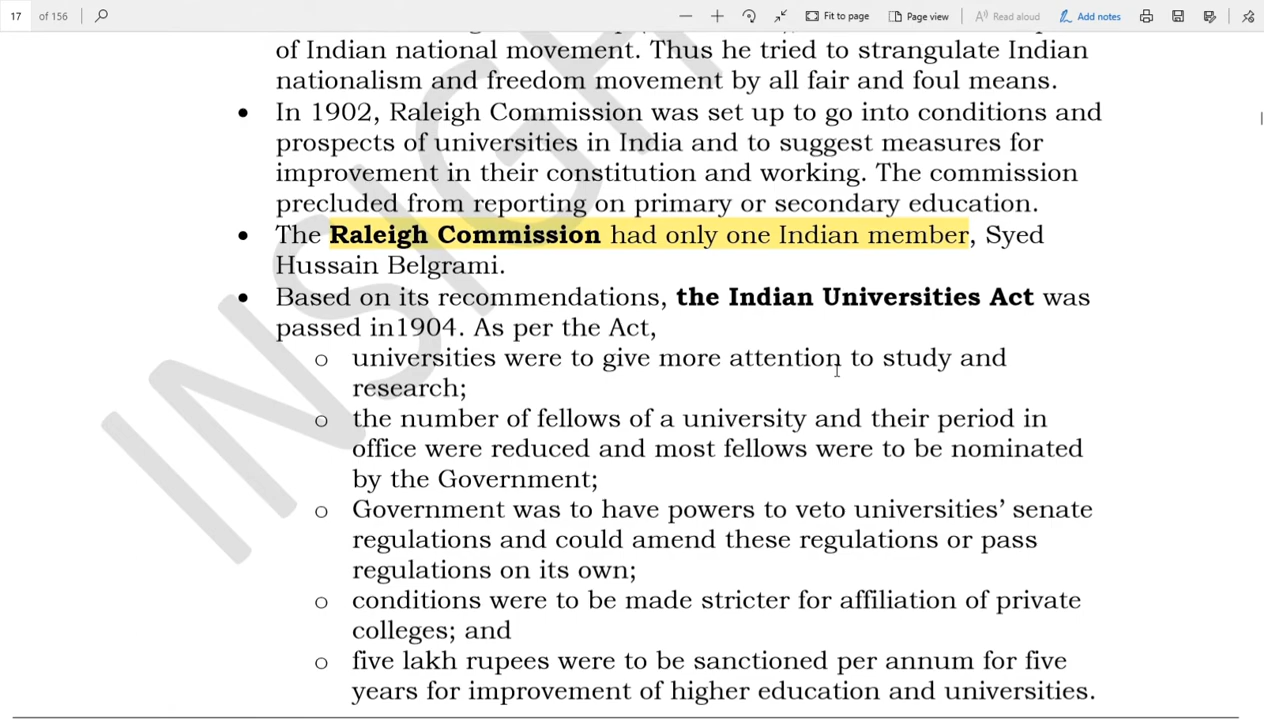 17 of 156 Fit to page Page view Read aloud Add notes
of Indian national movement. Thus he tried to strangulate Indian
nationalism and freedom movement by all fair and foul means.
• In 1902, Raleigh Commission was set up to go into conditions and
prospects of universities in India and to suggest measures for
improvement in their constitution and working. The commission
precluded from reporting on primary or secondary education.
• The Raleigh Commission had only one Indian member, Syed
Hussain Belgrami.
• Based on its recommendations, the Indian Universities Act was
passed in1904. As per the Act,
o universities were to give more attention to study and
research;
o the number of fellows of a university and their period in
office were reduced and most fellows were to be nominated
by the Government;
o Government was to have powers to veto universities’ senate
regulations and could amend these regulations or pass
regulations on its own;
o conditions were to be made stricter for affiliation of private
colleges; and
o five lakh rupees were to be sanctioned per annum for five
years for improvement of higher education and universities.
INSIGH